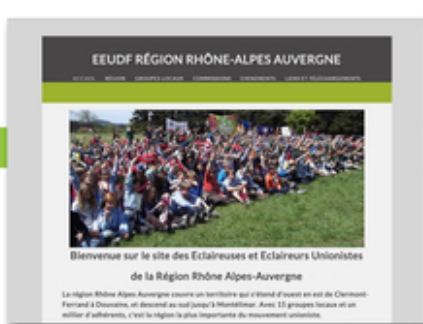 EEUDF RÉGION RHÔNE-ALPES AUVERGNE
ACCUEIL RÉGION GROUPES LOCAUX COMMISSIONS EVENEMENTS LIENS ET TÉLÉCHARGEMENTS
Bienvenue sur le site des Eclaireuses et Eclaireurs Unionistes
de la Région Rhône Alpes-Auvergne
La région Rhône Alpes Auvergne couvre un territoire qui s'étend d'ouest en est de Clermont-
Ferrand à Douvaine, et descend au sud jusqu'à Montélimar. Avec 15 groupes locaux et un
millier d'adhérents, c'est la région la plus importante du mouvement unioniste.